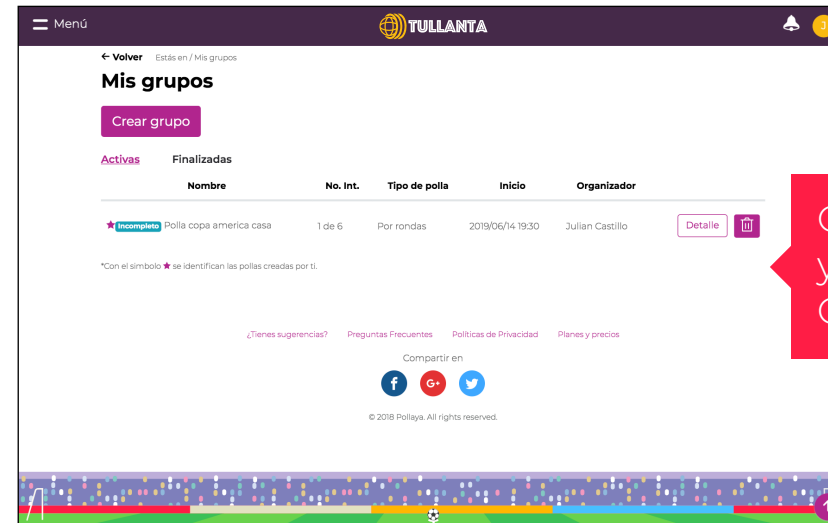 Menú
TULLANTA
J
← Volver Estás en / Mis grupos
Mis grupos
Crear grupo
Activas Finalizadas
Nombre No. Int. Tipo de polla Inicio Organizador
★ Incompleto Polla copa america casa 1 de 6 Por rondas 2019/06/14 19:30 Julian Castillo Detalle
*Con el simbolo ★ se identifican las pollas creadas por ti.
¿Tienes sugerencias? Preguntas Frecuentes Políticas de Privacidad Planes y precios
Compartir en
f G+
© 2018 Pollaya. All rights reserved.